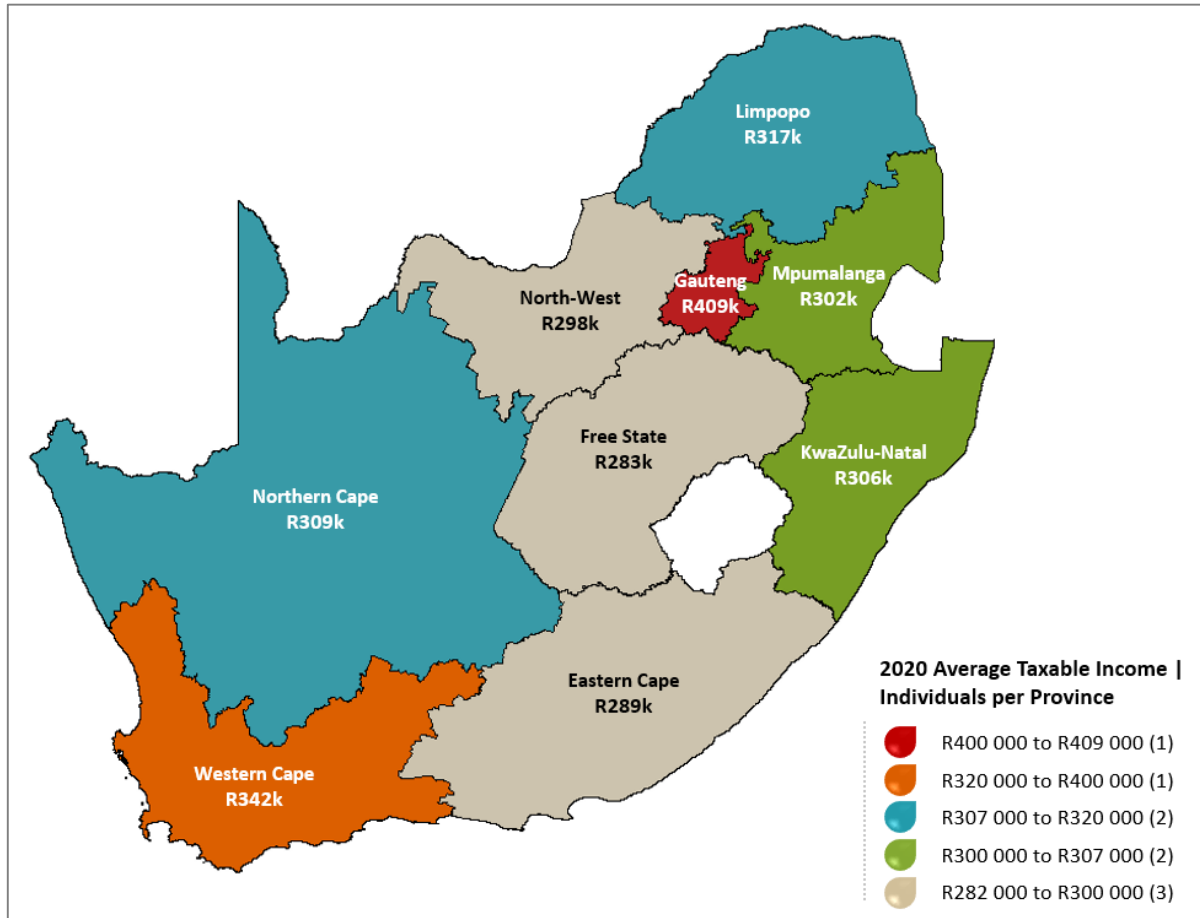 Limpopo
R317k
Gauteng
R409k
Mpumalanga
R302k
North-West
R298k
Free State
R283k
KwaZulu-Natal
R306k
Northern Cape
R309k
Eastern Cape
R289k
Western Cape
R342k
2020 Average Taxable Income |
Individuals per Province
R400 000 to R409 000 (1)
R320 000 to R400 000 (1)
R307 000 to R320 000 (2)
R300 000 to R307 000 (2)
R282 000 to R300 000 (3)